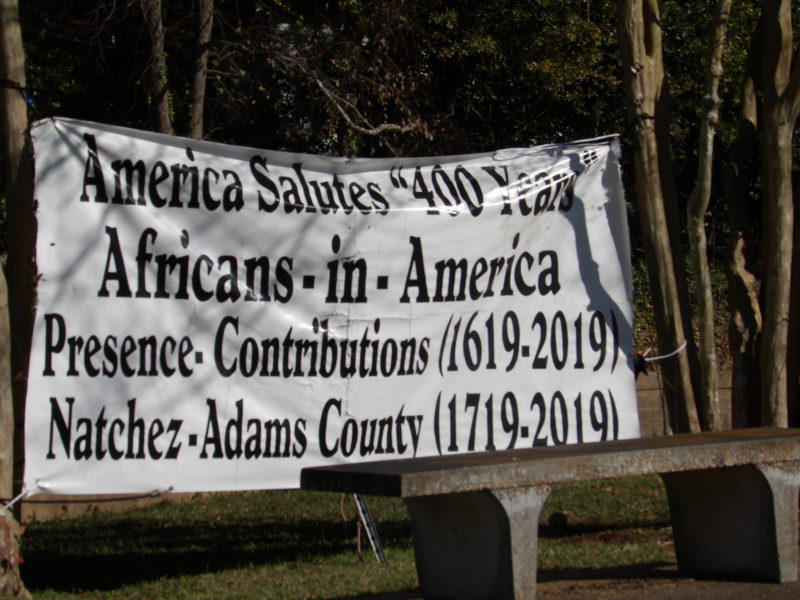 America Salutes "400 Years"
Africans-in-America
Presence-Contributions (1619-2019)
Natchez-Adams County (1719-2019)